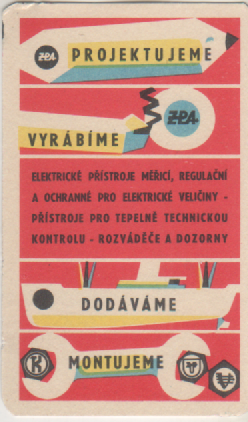 ZPA PROJEKTUJEME
ZPA
VYRÁBÍME
ELEKTRICKÉ PŘÍSTROJE MĚŘICÍ, REGULAČNÍ
A OCHRANNÉ PRO ELEKTRICKÉ VELIČINY -
PŘÍSTROJE PRO TEPELNĚ TECHNICKOU
KONTROLU - ROZVÁDĚČE A DOZORNY
DODÁVÁME
MONTUJEME